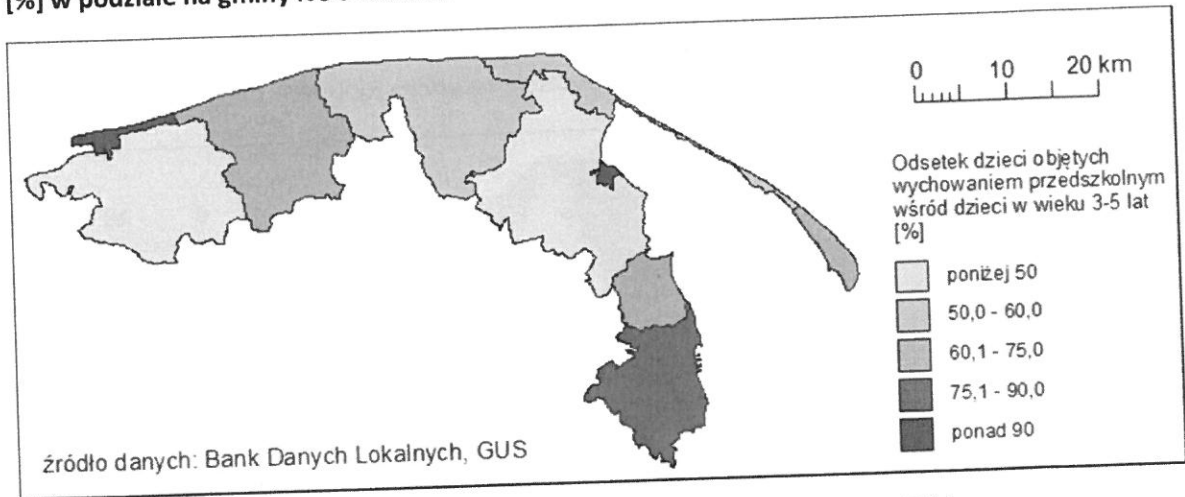 [%] w podziale na gminy
0 10 20 km
Odsetek dzieci objętych
wychowaniem przedszkolnym
wśród dzieci w wieku 3-5 lat
[%]
poniżej 50
50,0 - 60,0
60,1 - 75,0
75,1 - 90,0
ponad 90
źródło danych: Bank Danych Lokalnych, GUS